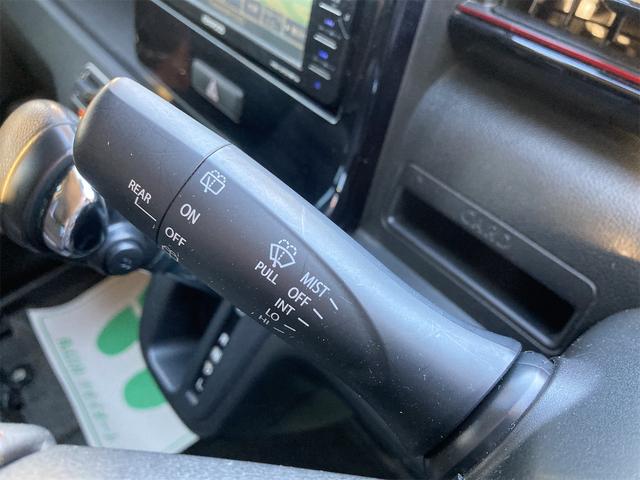 REAR
ON
OFF
PULL
MIST
OFF
INT
LO
HI
CARD